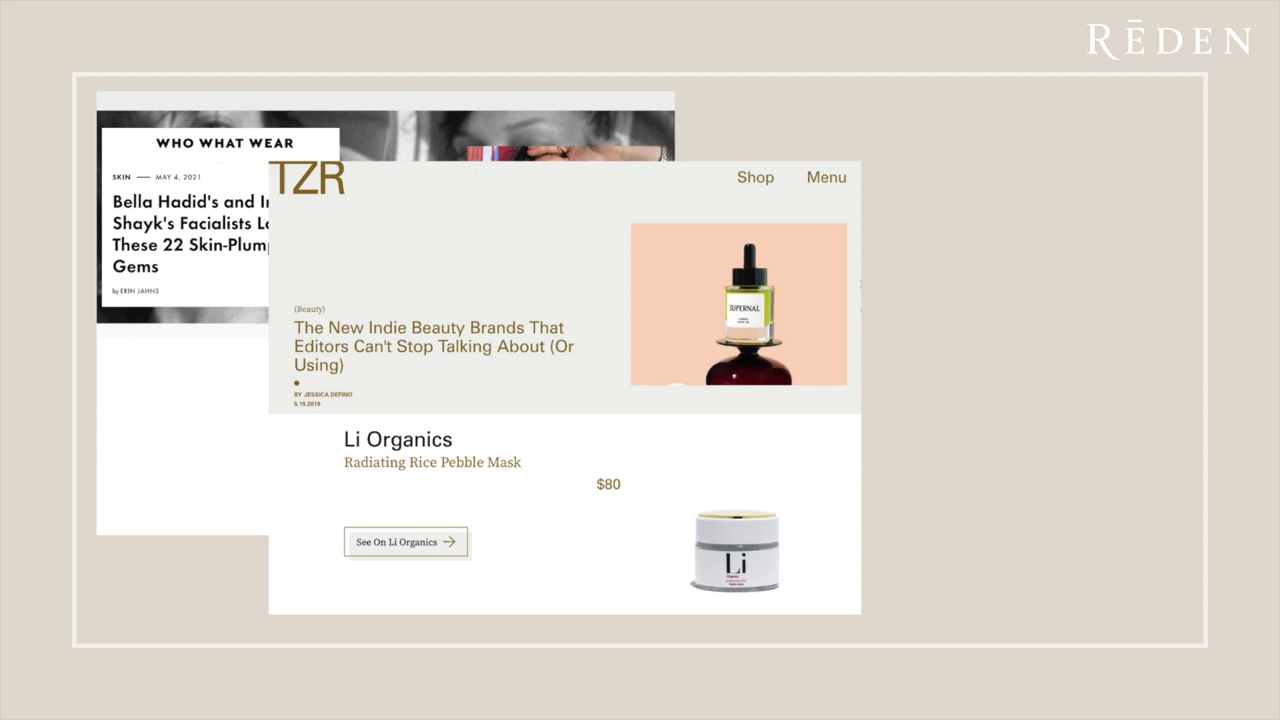 RĒDEN
WHO WHAT WEAR
SKIN — MAY 4, 2021
Bella Hadid's and
Shayk's Facialists
These 22 Skin-Plump
Gems
by ERIN JAHNS
TZR
Shop Menu
(Beauty)
The New Indie Beauty Brands That
Editors Can't Stop Talking About (Or
Using)
BY JESSICA DEFINO
5.15.2019
SUPERNAL
Li Organics
Radiating Rice Pebble Mask
$80
See On Li Organics →
Li